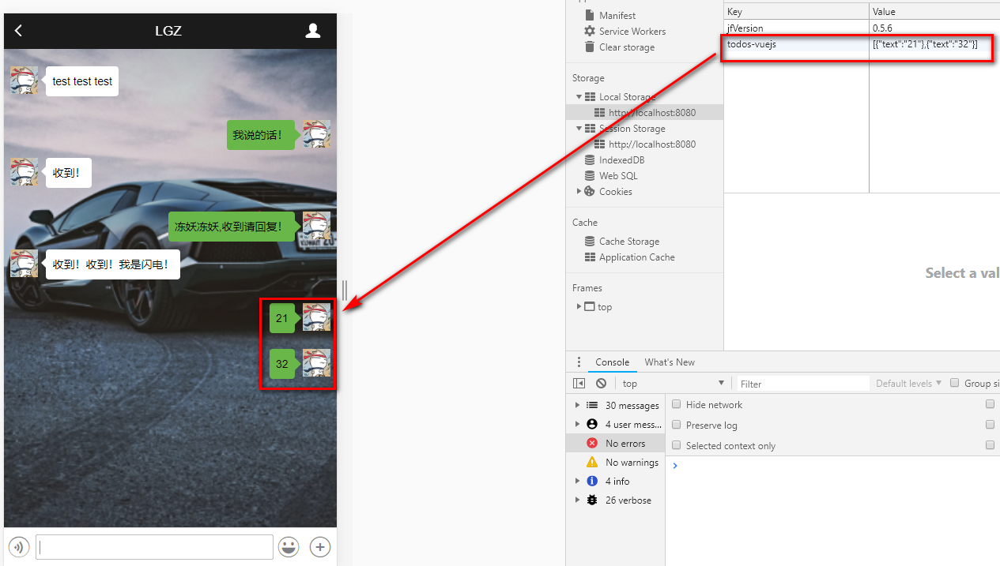 LGZ
test test test
我说的话！
收到！
冻妖冻妖,收到请回复！
收到！收到！我是闪电！
21
32
Manifest
Service Workers
Clear storage
Storage
Local Storage
http://localhost:8080
Session Storage
http://localhost:8080
IndexedDB
Web SQL
Cookies
Cache
Cache Storage
Application Cache
Frames
top
Key Value
jfVersion 0.5.6
todos-vuejs [{"text":"21"},{"text":"32"}]
Select a val
Console What's New
top Filter Default levels Group si
30 messages
4 user mess...
No errors
No warnings
4 info
26 verbose
Hide network
Preserve log
Selected context only